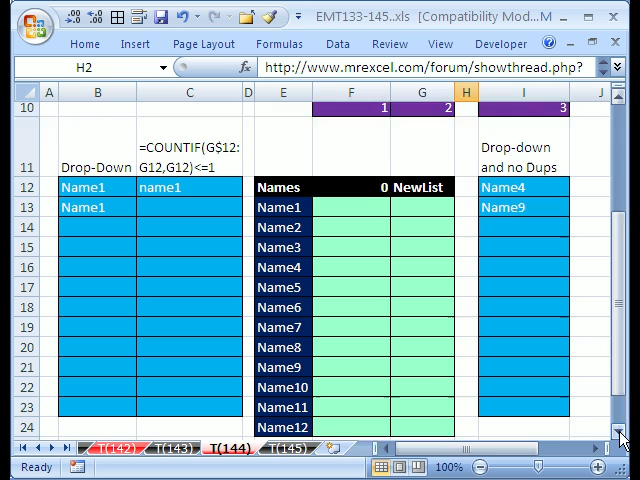 EMT133-145..xls [Compatibility Mod... M
Home Insert Page Layout Formulas Data Review View Developer
H2 fx http://www.mrexcel.com/forum/showthread.php?
A B C D E F G H I J
10 1 2 3
=COUNTIF(G$12:
G12,G12)<=1
Drop-down
and no Dups
11 Drop-Down
12 Name1 name1 Names 0 NewList Name4
13 Name1 Name1 Name9
14 Name2
15 Name3
16 Name4
17 Name5
18 Name6
19 Name7
20 Name8
21 Name9
22 Name10
23 Name11
24 Name12
T(142) T(143) T(144) T(145)
Ready 100%